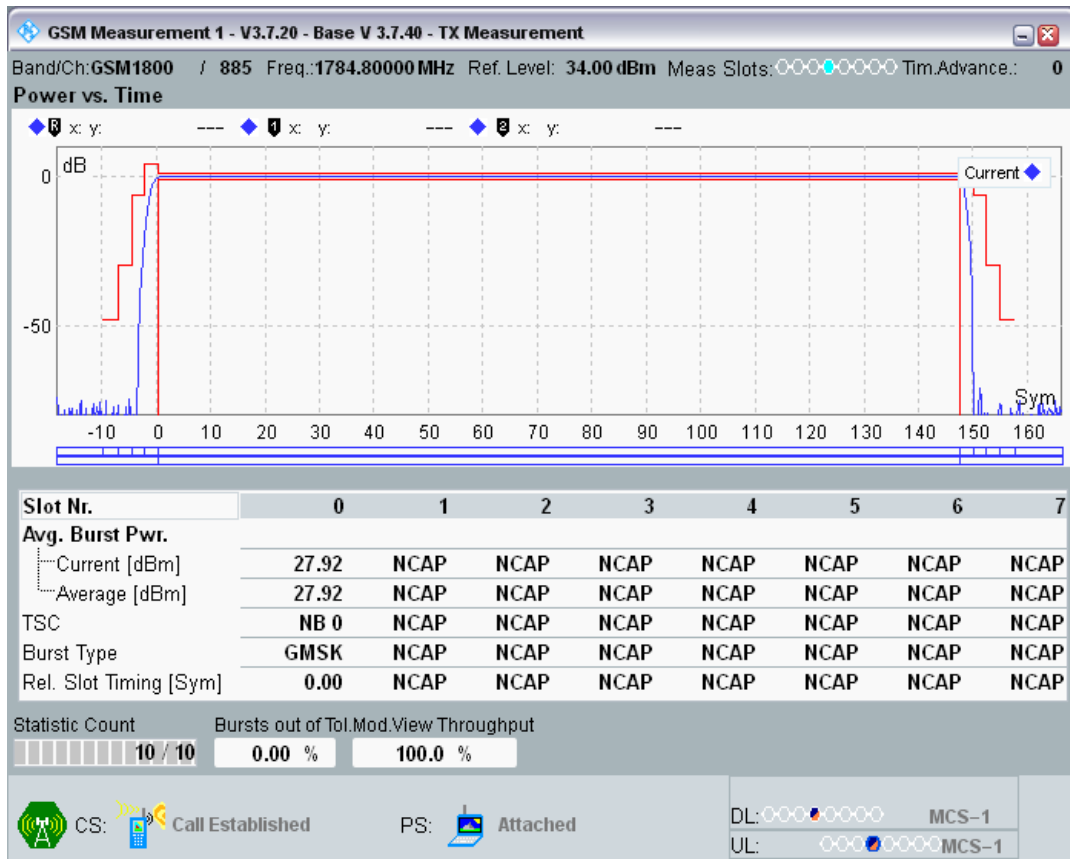 GSM Measurement 1 - V3.7.20 - Base V 3.7.40 - TX Measurement
Band/Ch:GSM1800 / 885 Freq.:1784.80000 MHz Ref. Level: 34.00 dBm Meas Slots: Tim.Advance.: 0
Power vs. Time
R x: y: --- 1 x: y: --- 2 x: y: ---
dB
Current
0
-50
Sym
-10 0 10 20 30 40 50 60 70 80 90 100 110 120 130 140 150 160
Slot Nr. 0 1 2 3 4 5 6 7
Avg. Burst Pwr.
Current [dBm] 27.92 NCAP NCAP NCAP NCAP NCAP NCAP NCAP
Average [dBm] 27.92 NCAP NCAP NCAP NCAP NCAP NCAP NCAP
TSC NB 0 NCAP NCAP NCAP NCAP NCAP NCAP NCAP
Burst Type GMSK NCAP NCAP NCAP NCAP NCAP NCAP NCAP
Rel. Slot Timing [Sym] 0.00 NCAP NCAP NCAP NCAP NCAP NCAP NCAP
Statistic Count Bursts out of Tol.Mod.View Throughput
10 / 10 0.00 % 100.0 %
CS: Call Established PS: Attached
DL: MCS-1
UL: MCS-1